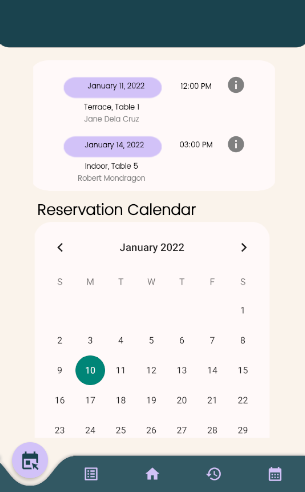 January 11, 2022 12:00 PM
Terrace, Table 1
Jane Dela Cruz
January 14, 2022 03:00 PM
Indoor, Table 5
Robert Mondragon
Reservation Calendar
January 2022
S M T W T F S
1
2 3 4 5 6 7 8
9 10 11 12 13 14 15
16 17 18 19 20 21 22
23 24 25 26 27 28 29